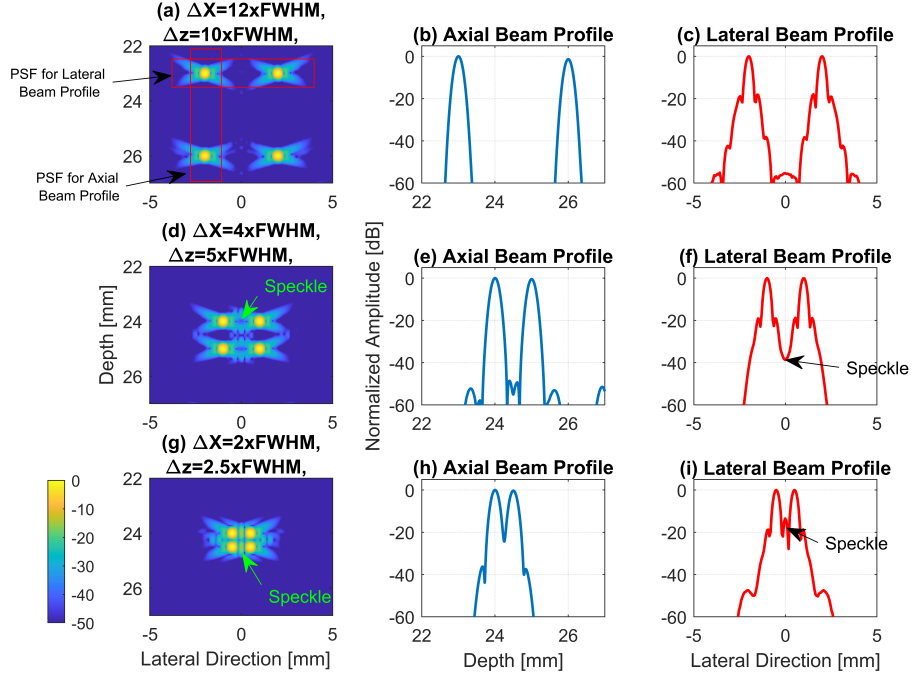 (a) ΔX=12xFWHM,
Δz=10xFWHM,
22
24
26
-5
0
5
PSF for Lateral
Beam Profile
PSF for Axial
Beam Profile
(b) Axial Beam Profile
0
-20
-40
-60
22
24
26
(c) Lateral Beam Profile
0
-20
-40
-60
-5
0
5
(d) ΔX=4xFWHM,
Δz=5xFWHM,
22
24
26
-5
0
5
Speckle
Depth [mm]
(e) Axial Beam Profile
0
-20
-40
-60
22
24
26
Normalized Amplitude [dB]
(f) Lateral Beam Profile
0
-20
-40
-60
-5
0
5
Speckle
(g) ΔX=2xFWHM,
Δz=2.5xFWHM,
22
24
26
-5
0
5
Speckle
Lateral Direction [mm]
0
-10
-20
-30
-40
-50
(h) Axial Beam Profile
0
-20
-40
-60
22
24
26
Depth [mm]
(i) Lateral Beam Profile
0
-20
-40
-60
-5
0
5
Speckle
Lateral Direction [mm]